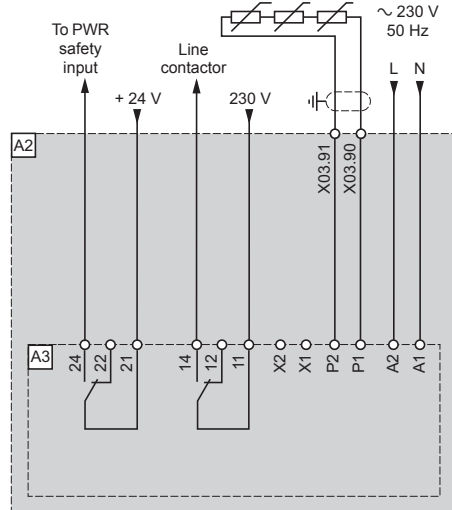 To PWR
safety
input
Line
contactor
+ 24 V
230 V
∼ 230 V
50 Hz
L
N
A2
X03.91
X03.90
A3
24
22
21
14
12
11
X2
X1
P2
P1
A2
A1